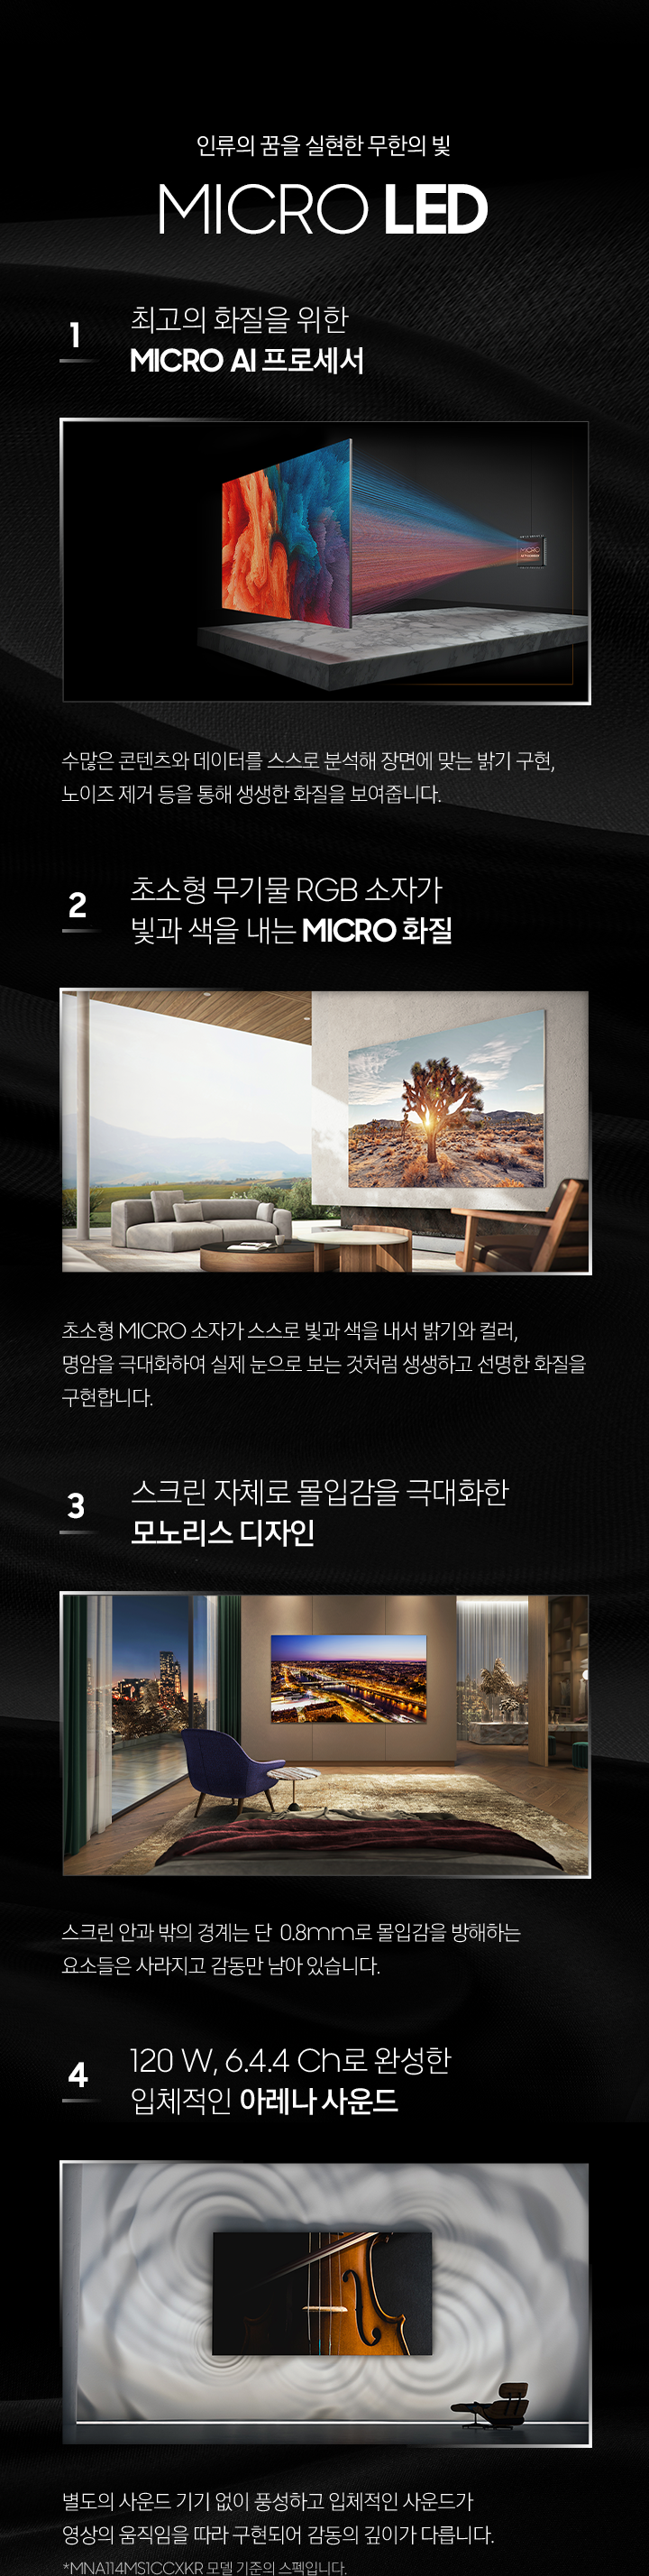 인류의 꿈을 실현한 무한의 빛
MICRO LED
1
최고의 화질을 위한
MICRO AI 프로세서
MICRO
수많은 콘텐츠와 데이터를 스스로 분석해 장면에 맞는 밝기 구현,
노이즈 제거 등을 통해 생생한 화질을 보여줍니다.
2
초소형 무기물 RGB 소자가
빛과 색을 내는 MICRO 화질
초소형 MICRO 소자가 스스로 빛과 색을 내서 밝기와 컬러,
명암을 극대화하여 실제 눈으로 보는 것처럼 생생하고 선명한 화질을
구현합니다.
3
스크린 자체로 몰입감을 극대화한
모노리스 디자인
스크린 안과 밖의 경계는 단 0.8mm로 몰입감을 방해하는
요소들은 사라지고 감동만 남아 있습니다.
4
120 W, 6.4.4 Ch로 완성한
입체적인 아레나 사운드
별도의 사운드 기기 없이 풍성하고 입체적인 사운드가
영상의 움직임을 따라 구현되어 감동의 깊이가 다릅니다.
*MNA114MS1CCXKR 모델 기준의 스펙입니다.